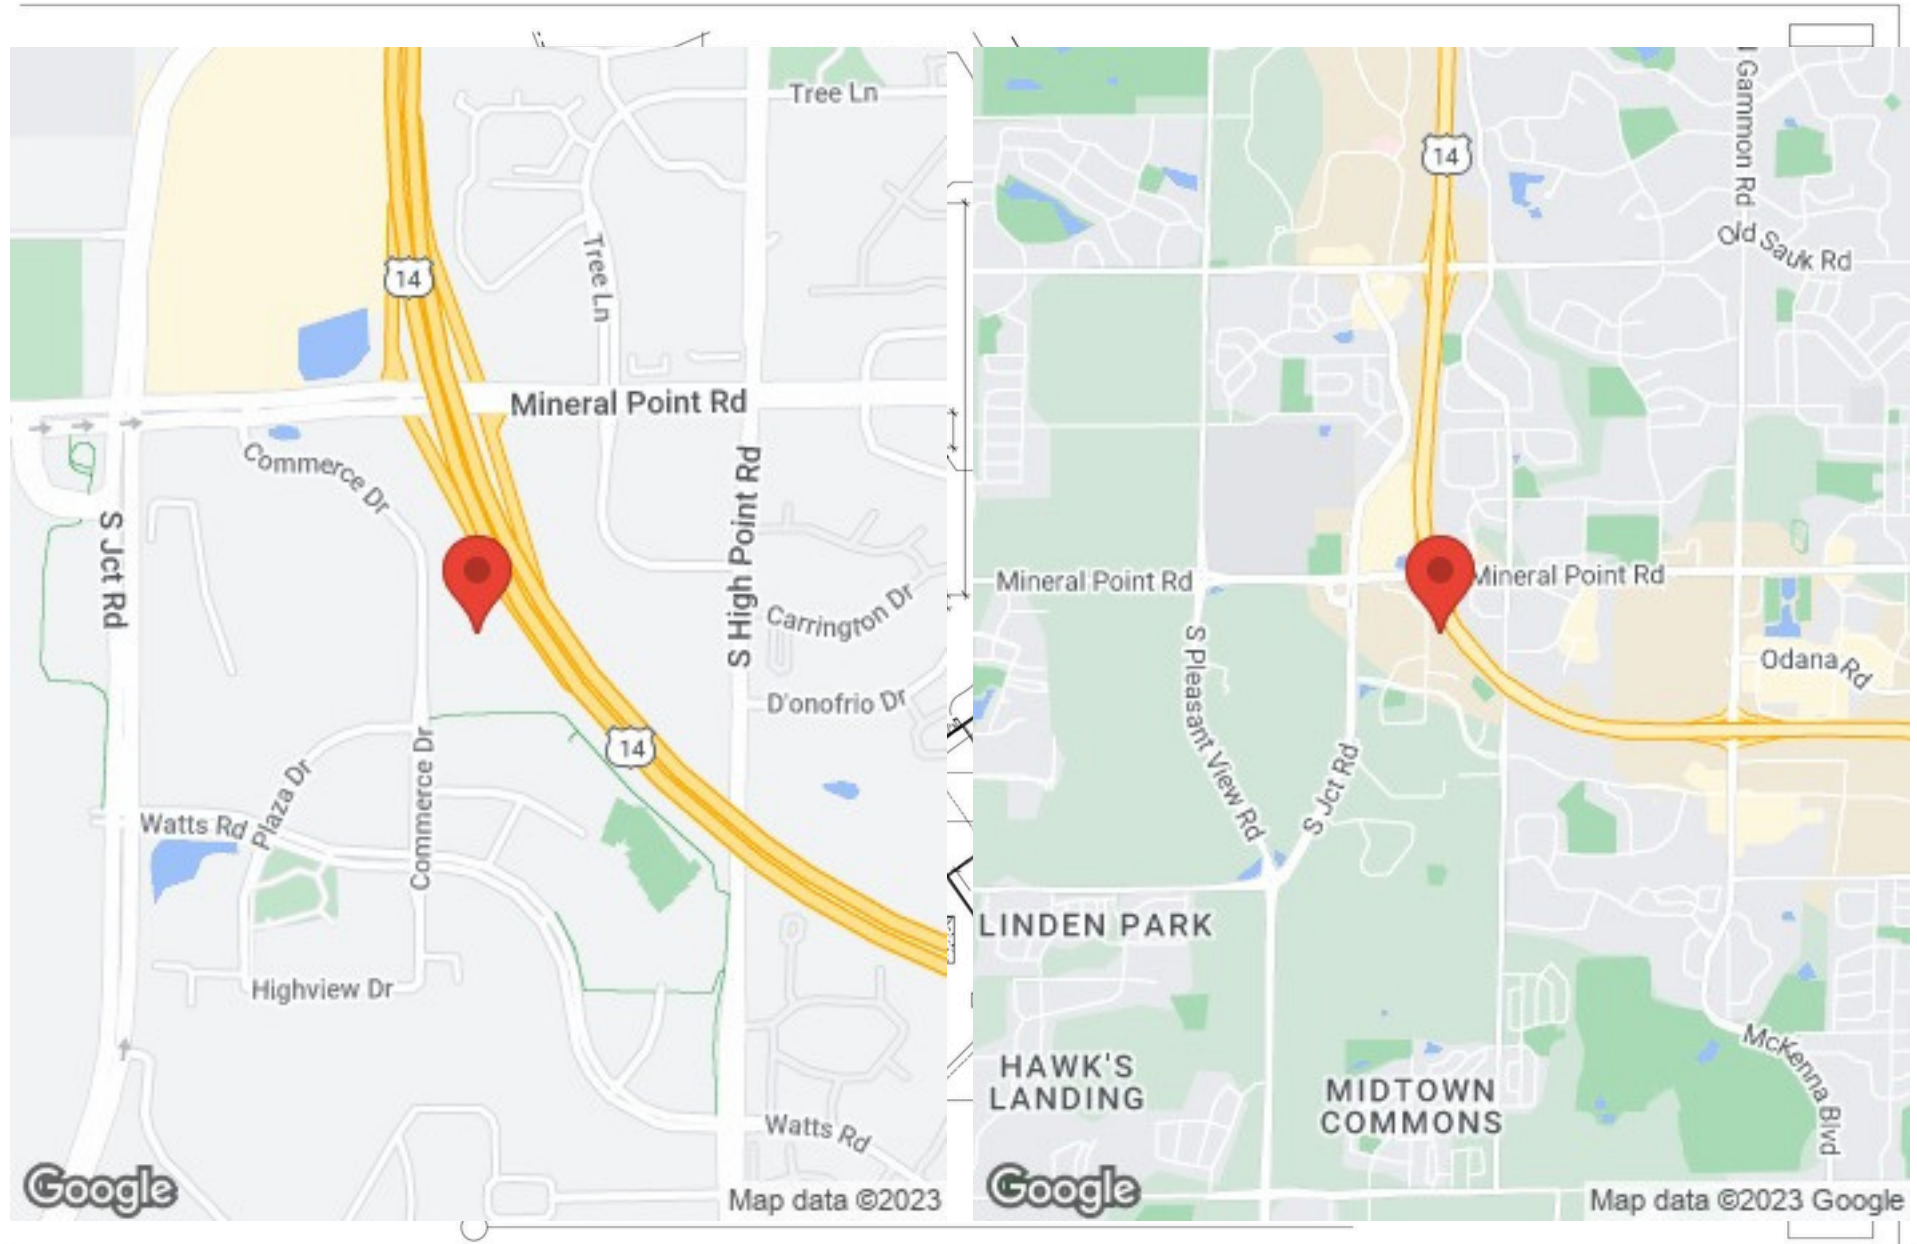 Tree Ln
14
Tree Ln
Mineral Point Rd
Commerce Dr
S Jct Rd
S High Point Rd
Carrington Dr
D'onofrio Dr
14
Commerce Dr
Plaza Dr
Watts Rd
Highview Dr
Watts Rd
Google
Map data ©2023
N Gammon Rd
14
Old Sauk Rd
Mineral Point Rd
Mineral Point Rd
S Pleasant View Rd
Odana Rd
S Jct Rd
LINDEN PARK
HAWK'S
LANDING
MIDTOWN
COMMONS
McKenna Blvd
Google
Map data ©2023 Google